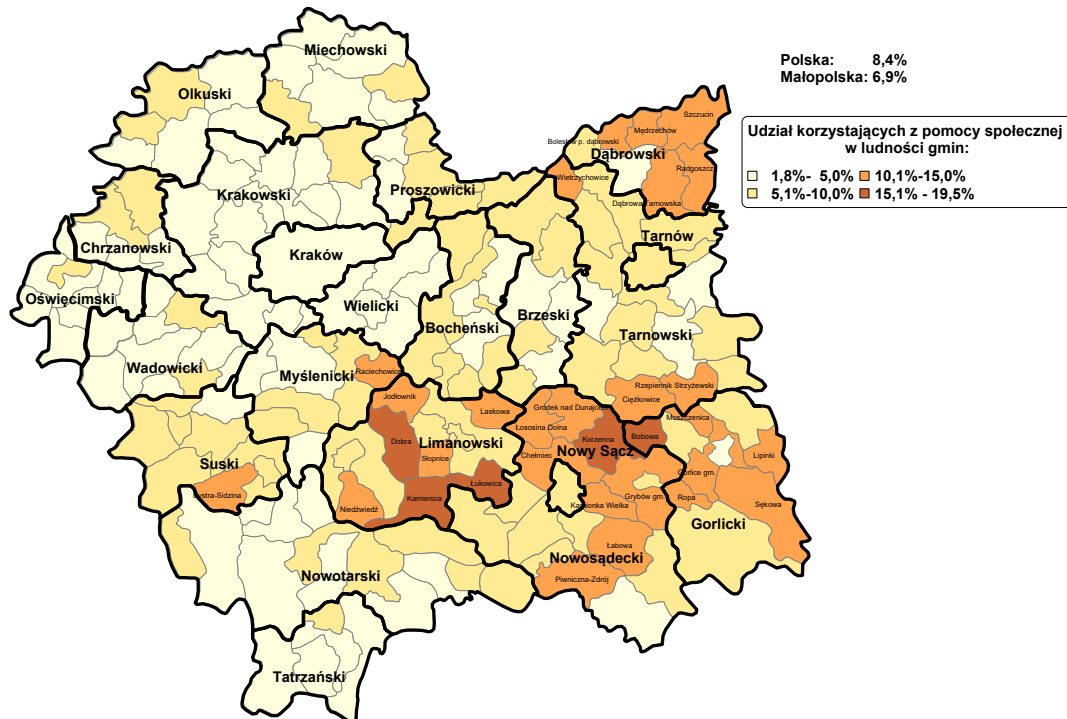 Miechowski
Polska: 8,4%
Małopolska: 6,9%
Olkuski
Szczucin
Mędrzechów
Udział korzystających z pomocy społecznej
w ludności gmin:
1,8%- 5,0%
10,1%-15,0%
5,1%-10,0%
15,1% - 19,5%
Bolesław p. dąbrowski
Dąbrowski
Radgoszcz
Wietrzychowice
Krakowski
Proszowicki
Dąbrowa Tarnowska
Tarnów
Chrzanowski
Kraków
Oświęcimski
Wielicki
Bocheński
Brzeski
Tarnowski
Wadowicki
Myślenicki
Raciechowice
Rzepiennik Strzyżewski
Ciężkowice
Jodłownik
Laskowa
Gródek nad Dunajcem
Moszczenica
Łososina Dolna
Dobra
Limanowski
Korzenna
Bobowa
Nowy Sącz
Słopnice
Chełmiec
Lipinki
Suski
Gorlice gm.
Łukowica
Bystra-Sidzina
Kamienica
Grybów gm.
Ropa
Niedźwiedź
Kamionka Wielka
Sękowa
Gorlicki
Łabowa
Nowosądecki
Nowotarski
Piwniczna-Zdrój
Tatrzański